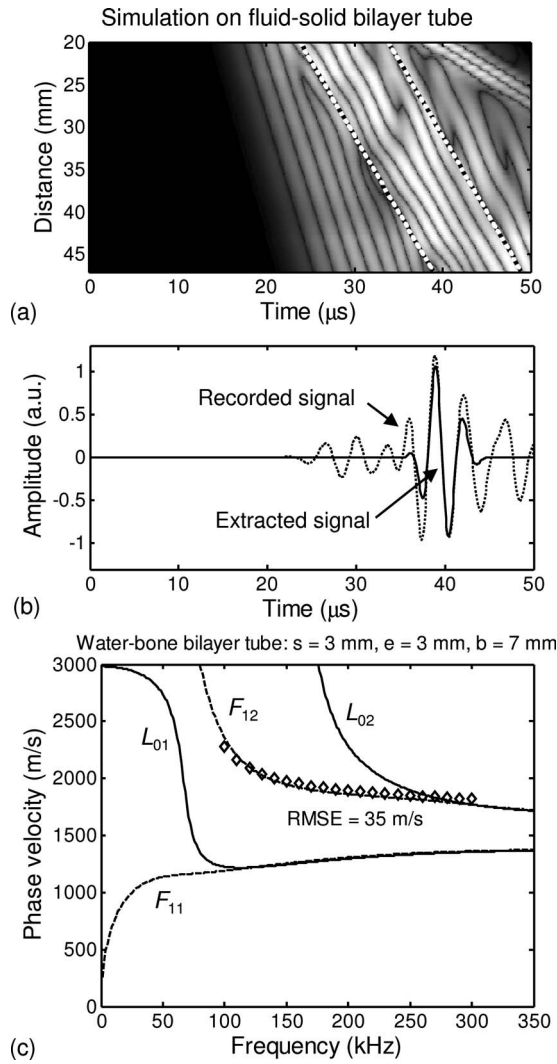 Simulation on fluid-solid bilayer tube
20
30
40
Distance (mm)
0 10 20 30 40 50
Time (μs)
(a)
1
0.5
0
-0.5
-1
Amplitude (a.u.)
Recorded signal
Extracted signal
0 10 20 30 40 50
Time (μs)
(b)
Water-bone bilayer tube: s = 3 mm, e = 3 mm, b = 7 mm
3000
2500
2000
1500
1000
500
0
Phase velocity (m/s)
L01
F12
L02
RMSE = 35 m/s
F11
0 50 100 150 200 250 300 350
Frequency (kHz)
(c)